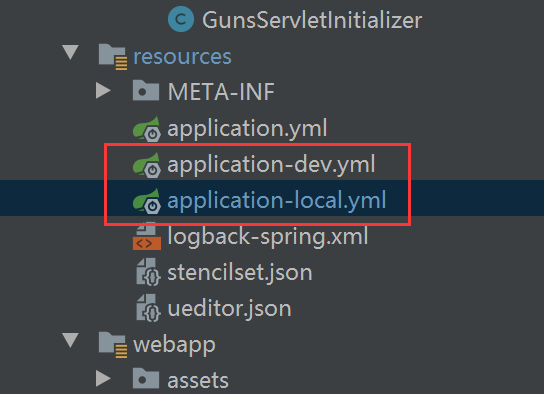 GunsServletInitializer
resources
META-INF
application.yml
application-dev.yml
application-local.yml
logback-spring.xml
stencilset.json
ueditor.json
webapp
assets